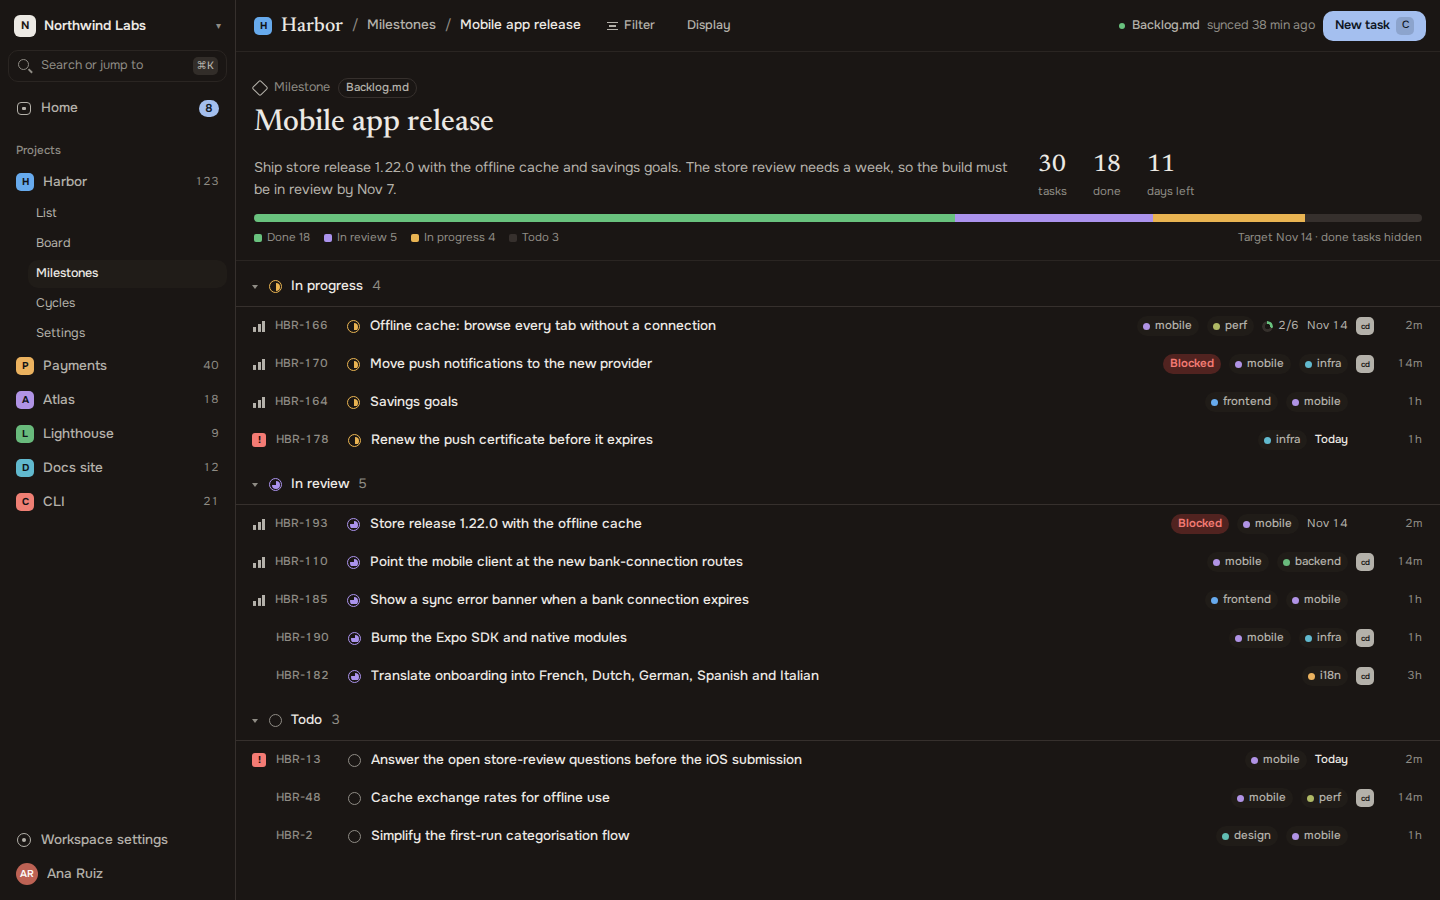 N Northwind Labs
Search or jump to ⌘K
Home 8
Projects
H Harbor 123
List
Board
Milestones
Cycles
Settings
P Payments 40
A Atlas 18
L Lighthouse 9
D Docs site 12
C CLI 21
Workspace settings
AR Ana Ruiz
H Harbor / Milestones / Mobile app release Filter Display Backlog.md synced 38 min ago New task C
Milestone Backlog.md
Mobile app release
Ship store release 1.22.0 with the offline cache and savings goals. The store review needs a week, so the build must
be in review by Nov 7.
30 18 11
tasks done days left
Done 18 In review 5 In progress 4 Todo 3 Target Nov 14 · done tasks hidden
In progress 4
HBR-166 Offline cache: browse every tab without a connection mobile perf 2/6 Nov 14 cd 2m
HBR-170 Move push notifications to the new provider Blocked mobile infra cd 14m
HBR-164 Savings goals frontend mobile 1h
! HBR-178 Renew the push certificate before it expires infra Today 1h
In review 5
HBR-193 Store release 1.22.0 with the offline cache Blocked mobile Nov 14 2m
HBR-110 Point the mobile client at the new bank-connection routes mobile backend cd 14m
HBR-185 Show a sync error banner when a bank connection expires frontend mobile 1h
HBR-190 Bump the Expo SDK and native modules mobile infra cd 1h
HBR-182 Translate onboarding into French, Dutch, German, Spanish and Italian i18n cd 3h
Todo 3
! HBR-13 Answer the open store-review questions before the iOS submission mobile Today 2m
HBR-48 Cache exchange rates for offline use mobile perf cd 14m
HBR-2 Simplify the first-run categorisation flow design mobile 1h